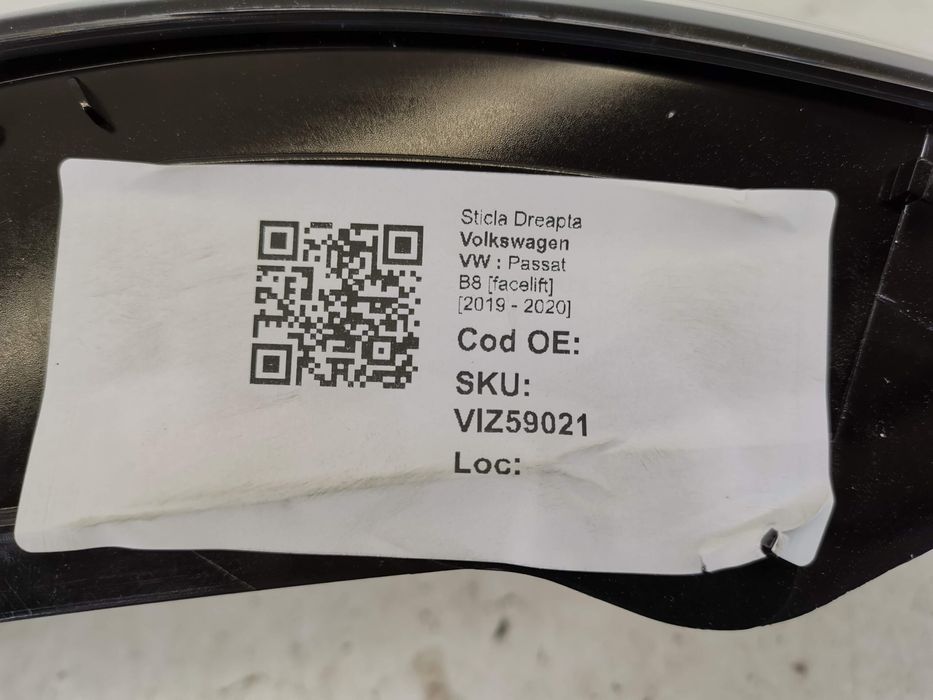 Sticla Dreapta
Volkswagen
VW : Passat
B8 [facelift]
[2019 - 2020]
Cod OE:
SKU:
VIZ59021
Loc: